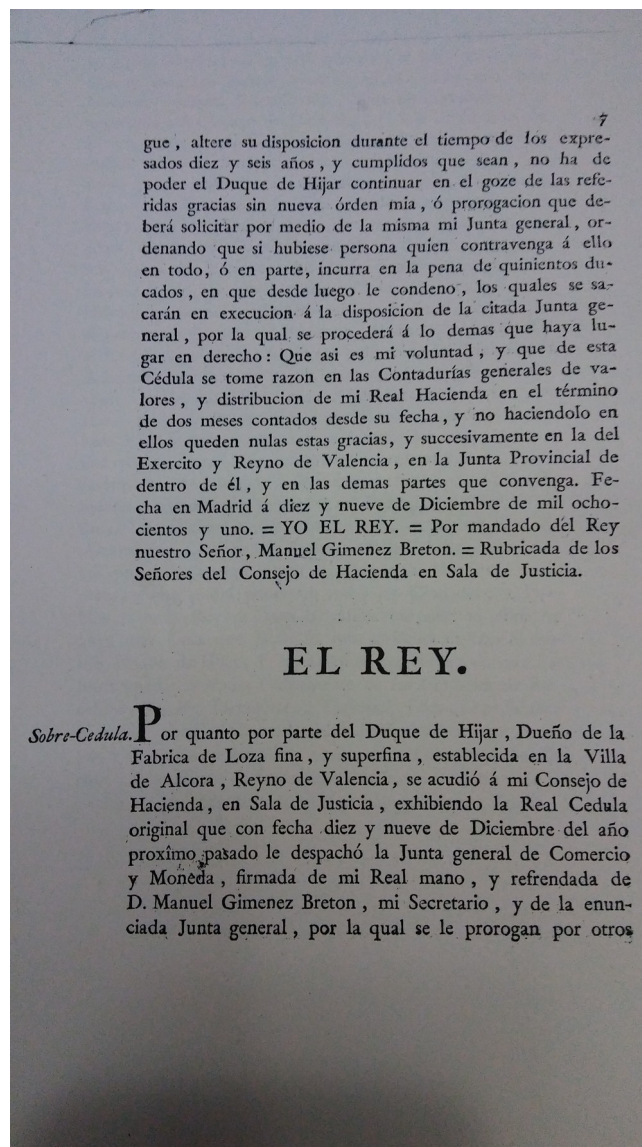 7
gue , altere su disposicion durante el tiempo de los expre-
sados diez y seis años , y cumplidos que sean , no ha de
poder el Duque de Hijar continuar en el goze de las refe-
ridas gracias sin nueva órden mia , ó prorogacion que de-
berá solicitar por medio de la misma mi Junta general , or-
denando que si hubiese persona quien contravenga á ello
en todo, ó en parte, incurra en la pena de quinientos du-
cados , en que desde luego le condeno , los quales se sa-
carán en execucion á la disposicion de la citada Junta ge-
neral , por la qual se procederá á lo demas que haya lu-
gar en derecho : Que asi es mi voluntad , y que de esta
Cédula se tome razon en las Contadurías generales de va-
lores , y distribucion de mi Real Hacienda en el término
de dos meses contados desde su fecha, y no haciendolo en
ellos queden nulas estas gracias, y succesivamente en la del
Exercito y Reyno de Valencia , en la Junta Provincial de
dentro de él , y en las demas partes que convenga. Fe-
cha en Madrid á diez y nueve de Diciembre de mil ocho-
cientos y uno. = YO EL REY. = Por mandado del Rey
nuestro Señor, Manuel Gimenez Breton. = Rubricada de los
Señores del Consejo de Hacienda en Sala de Justicia.
EL REY.
Sobre-Cedula. Por quanto por parte del Duque de Hijar , Dueño de la
Fabrica de Loza fina , y superfina , establecida en la Villa
de Alcora , Reyno de Valencia, se acudió á mi Consejo de
Hacienda, en Sala de Justicia , exhibiendo la Real Cedula
original que con fecha diez y nueve de Diciembre del año
proxîmo pasado le despachó la Junta general de Comercio
y Moneda , firmada de mi Real mano , y refrendada de
D. Manuel Gimenez Breton , mi Secretario , y de la enun-
ciada Junta general , por la qual se le prorogan por otros